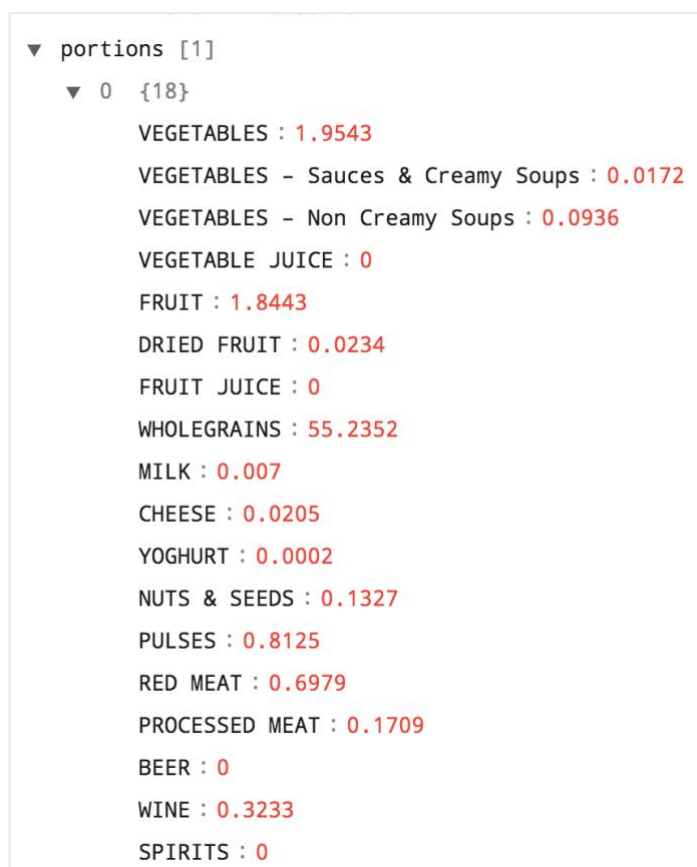 ▼ portions [1]
▼ 0 {18}
VEGETABLES : 1.9543
VEGETABLES – Sauces & Creamy Soups : 0.0172
VEGETABLES – Non Creamy Soups : 0.0936
VEGETABLE JUICE : 0
FRUIT : 1.8443
DRIED FRUIT : 0.0234
FRUIT JUICE : 0
WHOLEGRAINS : 55.2352
MILK : 0.007
CHEESE : 0.0205
YOGHURT : 0.0002
NUTS & SEEDS : 0.1327
PULSES : 0.8125
RED MEAT : 0.6979
PROCESSED MEAT : 0.1709
BEER : 0
WINE : 0.3233
SPIRITS : 0